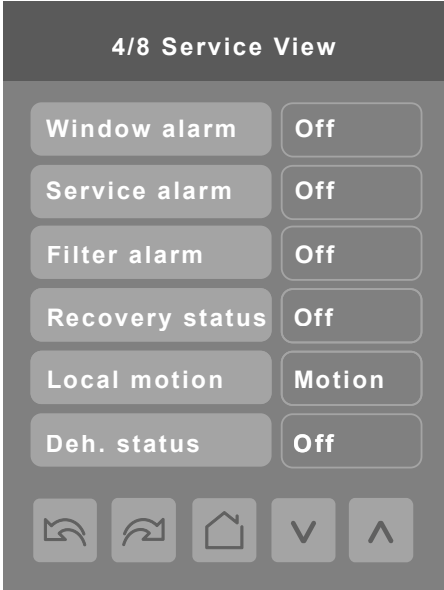 4/8 Service View
Window alarm Off
Service alarm Off
Filter alarm Off
Recovery status Off
Local motion Motion
Deh. status Off